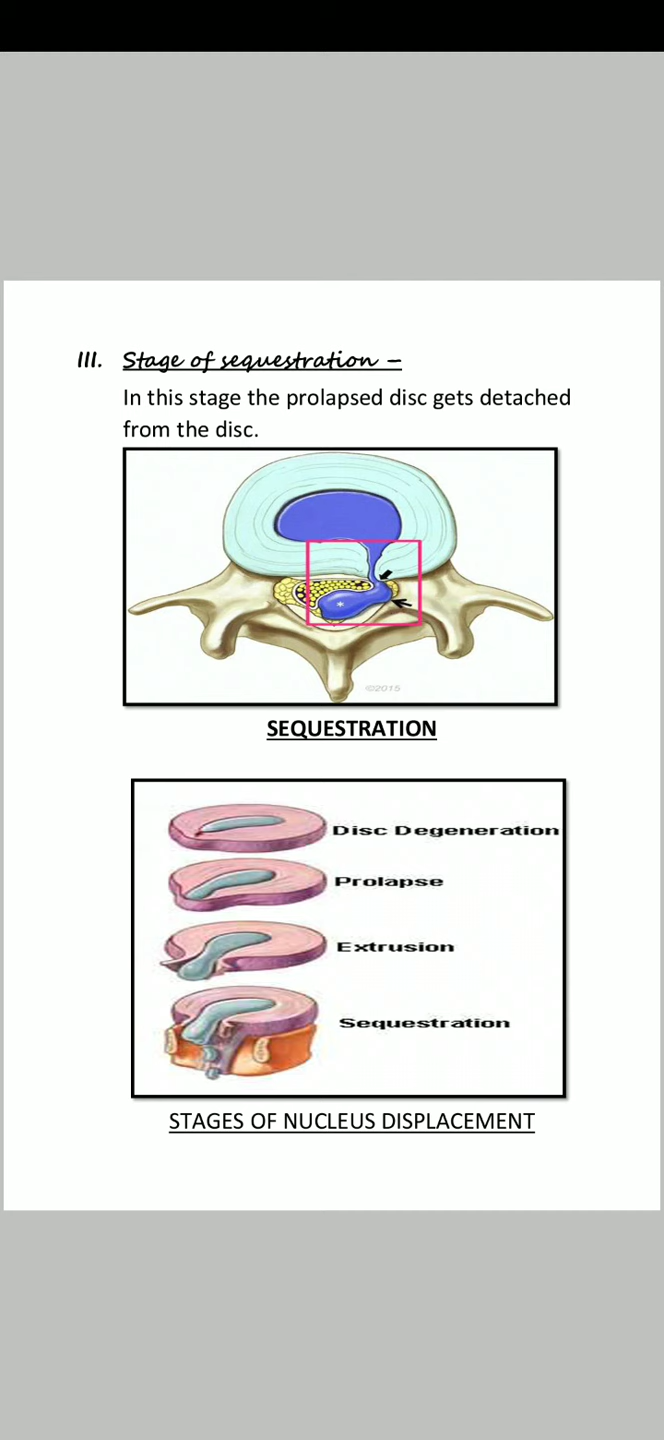 III. Stage of sequestration –
In this stage the prolapsed disc gets detached
from the disc.
*
©2015
SEQUESTRATION
Disc Degeneration
Prolapse
Extrusion
Sequestration
STAGES OF NUCLEUS DISPLACEMENT